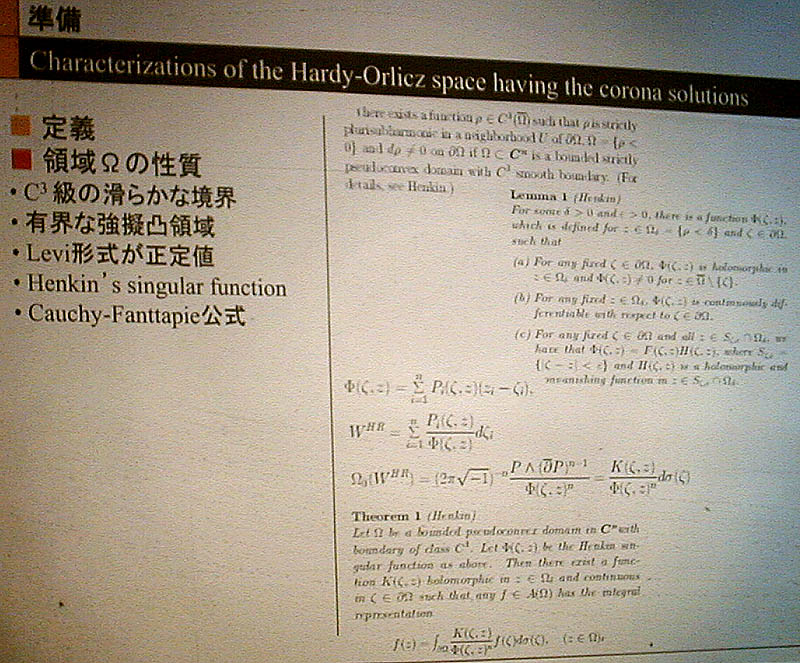 準備
Characterizations of the Hardy-Orlicz space having the corona solutions
定義
領域Ωの性質
・C³級の滑らかな境界
・有界な強擬凸領域
・Levi形式が正定値
・Henkin's singular function
・Cauchy-Fanttapie公式
there exists a function ρ ∈ C³(Ω̅) such that ρ is strictly
plurisubharmonic in a neighborhood U of ∂Ω, Ω = {ρ <
0} and dρ ≠ 0 on ∂Ω if Ω ⊂ Cⁿ is a bounded strictly
pseudoconvex domain with C³ smooth boundary. (For
details, see Henkin.)
Lemma 1 (Henkin)
For some δ > 0 and ε > 0, there is a function Φ(ζ, z),
which is defined for z ∈ Ω_δ = {ρ < δ} and ζ ∈ ∂Ω,
such that
(a) For any fixed ζ ∈ ∂Ω, Φ(ζ, z) is holomorphic in
z ∈ Ω_δ and Φ(ζ, z) ≠ 0 for z ∈ Ω̅ \ {ζ}.
(b) For any fixed z ∈ Ω_δ, Φ(ζ, z) is continuously dif-
ferentiable with respect to ζ ∈ ∂Ω.
(c) For any fixed ζ ∈ ∂Ω and all z ∈ S_{ζ,ε} ∩ Ω_δ, we
have that Φ(ζ, z) = F(ζ, z)H(ζ, z), where S_{ζ,ε} =
{|ζ − z| < ε} and H(ζ, z) is a holomorphic and
nvanishing function in z ∈ S_{ζ,ε} ∩ Ω_δ.
Φ(ζ, z) = Σ_{i=1}^{n} P_i(ζ, z)(z_i − ζ_i),
W^{HR} = Σ_{i=1}^{n} P_i(ζ, z)/Φ(ζ, z) dζ_i
Ω_0(W^{HR}) = (2π√−1)^{−n} P ∧ (∂̅P)^{n−1}/Φ(ζ, z)^n = K(ζ, z)/Φ(ζ, z)^n dσ(ζ)
Theorem 1 (Henkin)
Let Ω be a bounded pseudoconvex domain in Cⁿ with
boundary of class C³. Let Φ(ζ, z) be the Henkin sin-
gular function as above. Then there exist a func-
tion K(ζ, z) holomorphic in z ∈ Ω_δ and continuous
in ζ ∈ ∂Ω such that, any f ∈ A(Ω) has the integral
representation
f(z) = ∫_{∂Ω} K(ζ, z)/Φ(ζ, z)^n f(ζ)dσ(ζ), (z ∈ Ω),